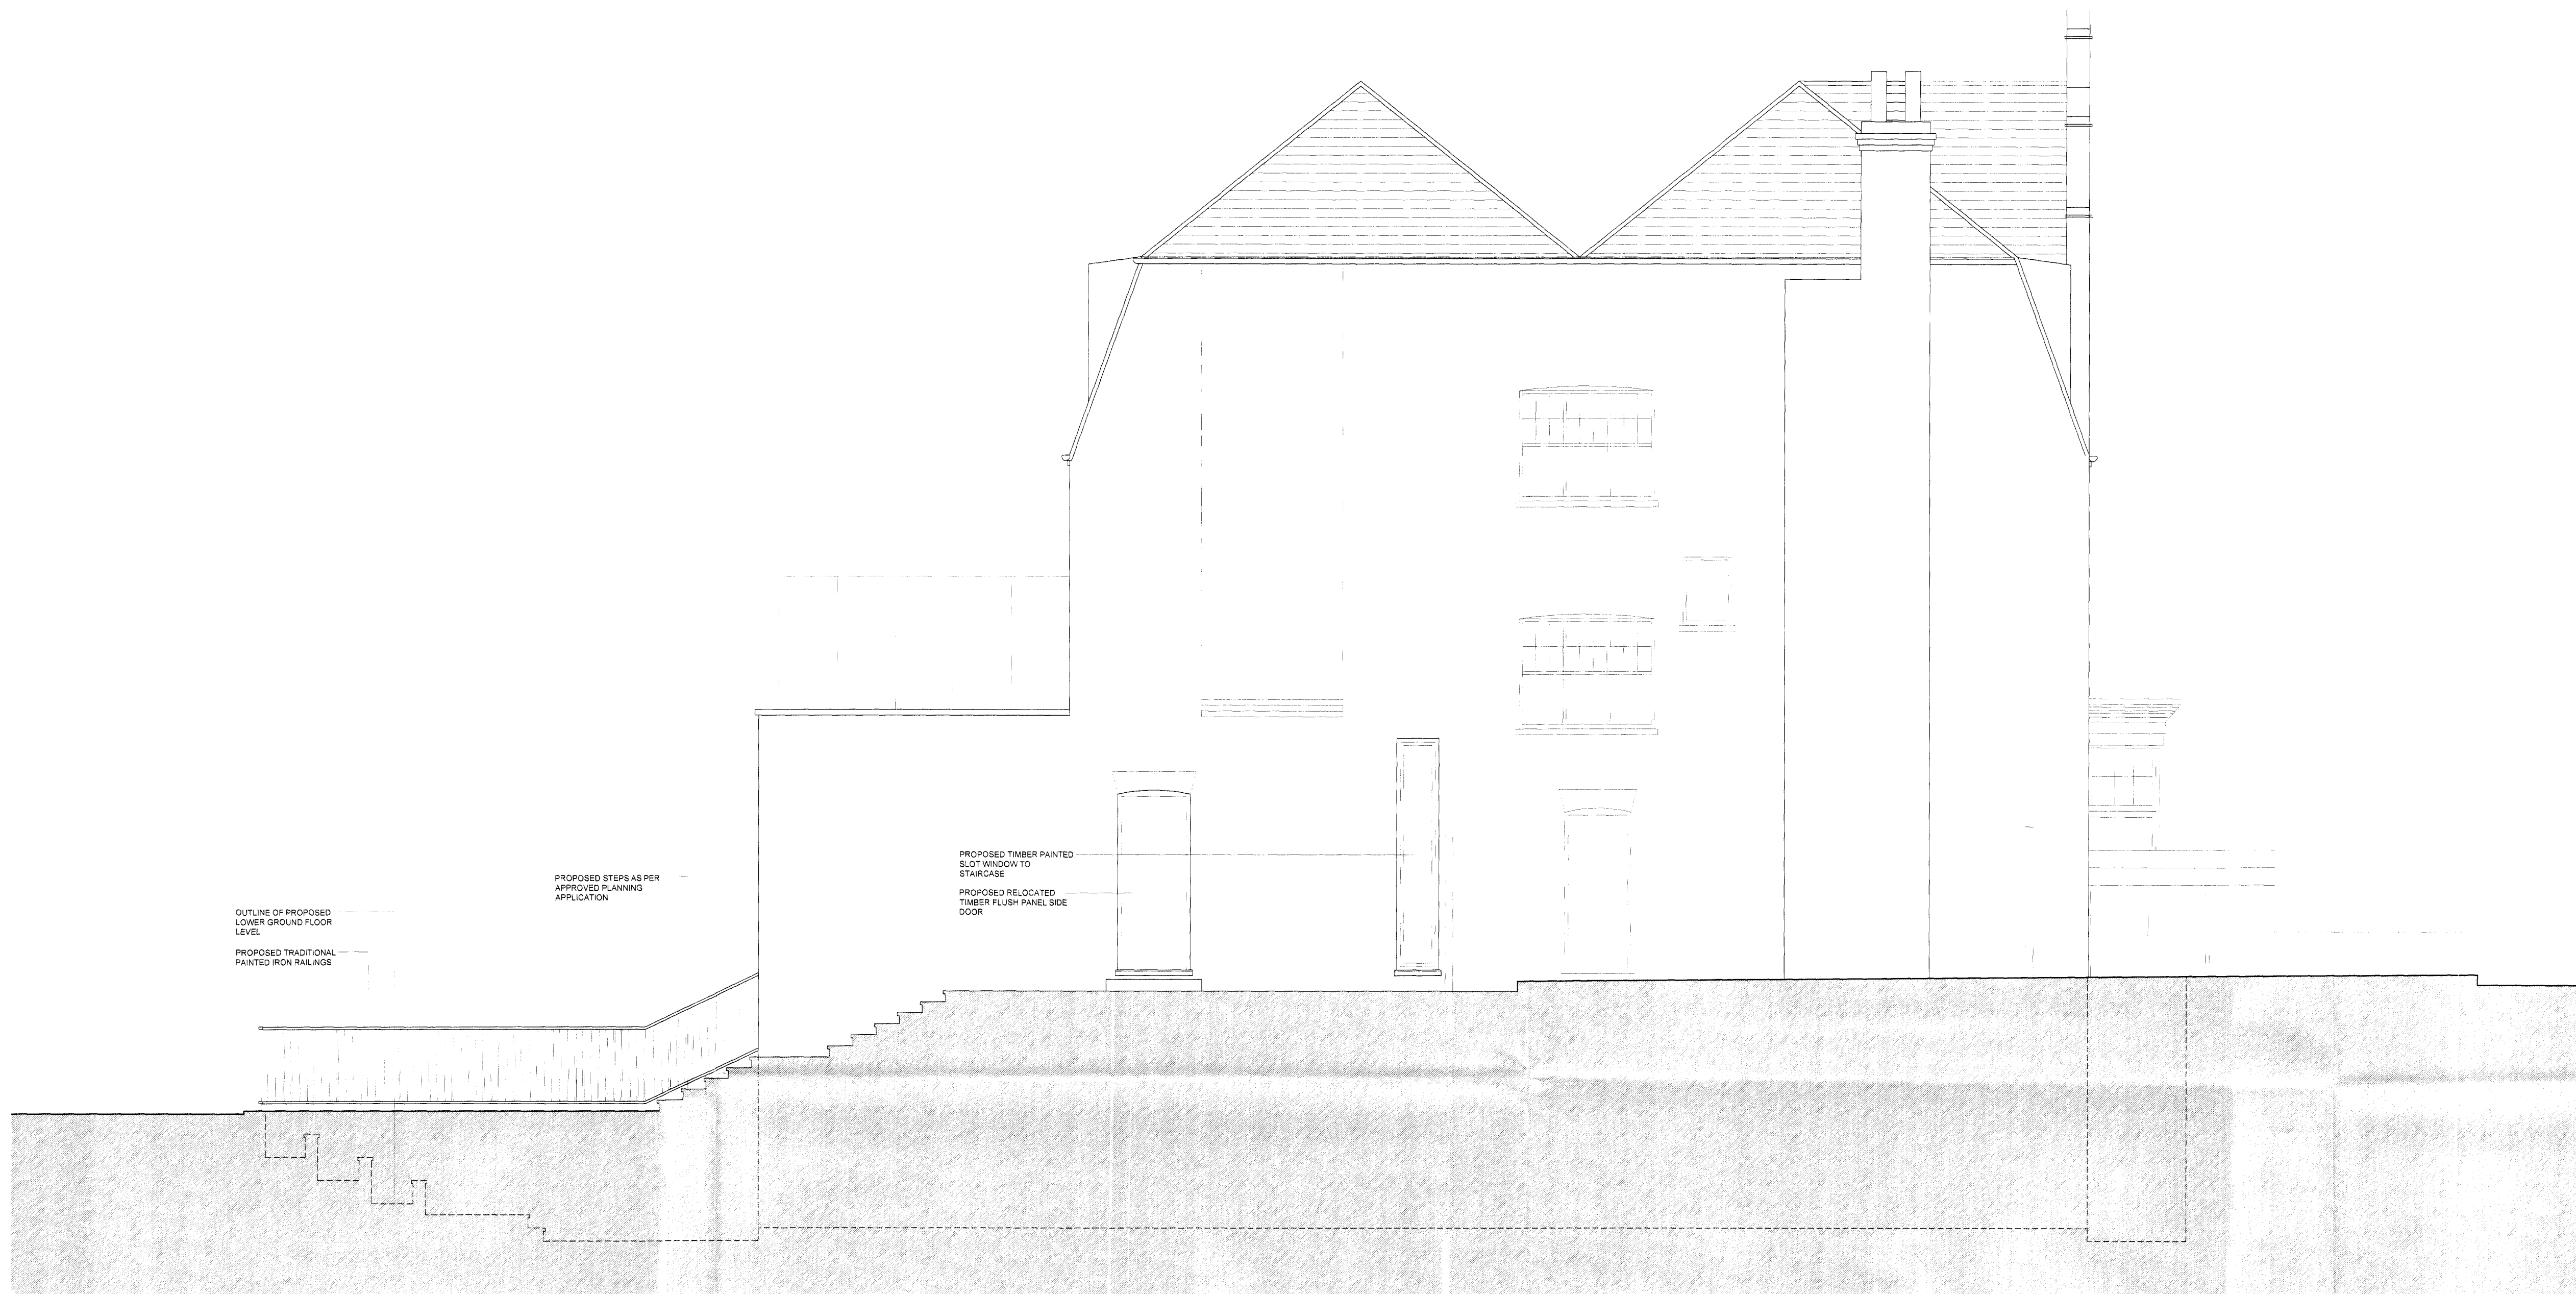 PROPOSED TIMBER PAINTED
SLOT WINDOW TO
STAIRCASE
PROPOSED STEPS AS PER
APPROVED PLANNING
APPLICATION
PROPOSED RELOCATED
TIMBER FLUSH PANEL SIDE
DOOR
OUTLINE OF PROPOSED
LOWER GROUND FLOOR
LEVEL
PROPOSED TRADITIONAL
PAINTED IRON RAILINGS